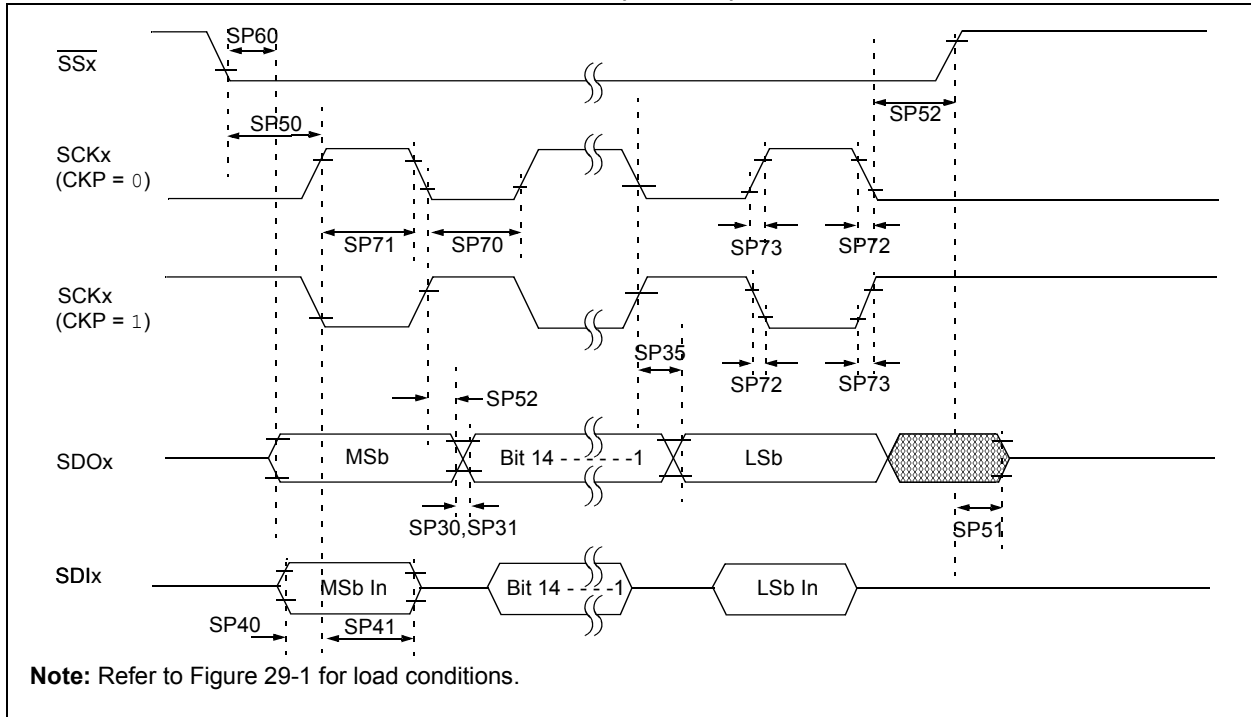 SP60
SSx
SP50
SP52
SCKx
(CKP = 0)
SP71
SP70
SP73
SP72
SCKx
(CKP = 1)
SP35
SP72
SP73
SP52
SDOx
MSb
Bit 14 - - - - - -1
LSb
SP30,SP31
SP51
SDIx
MSb In
Bit 14 - - - -1
LSb In
SP40
SP41
Note: Refer to Figure 29-1 for load conditions.